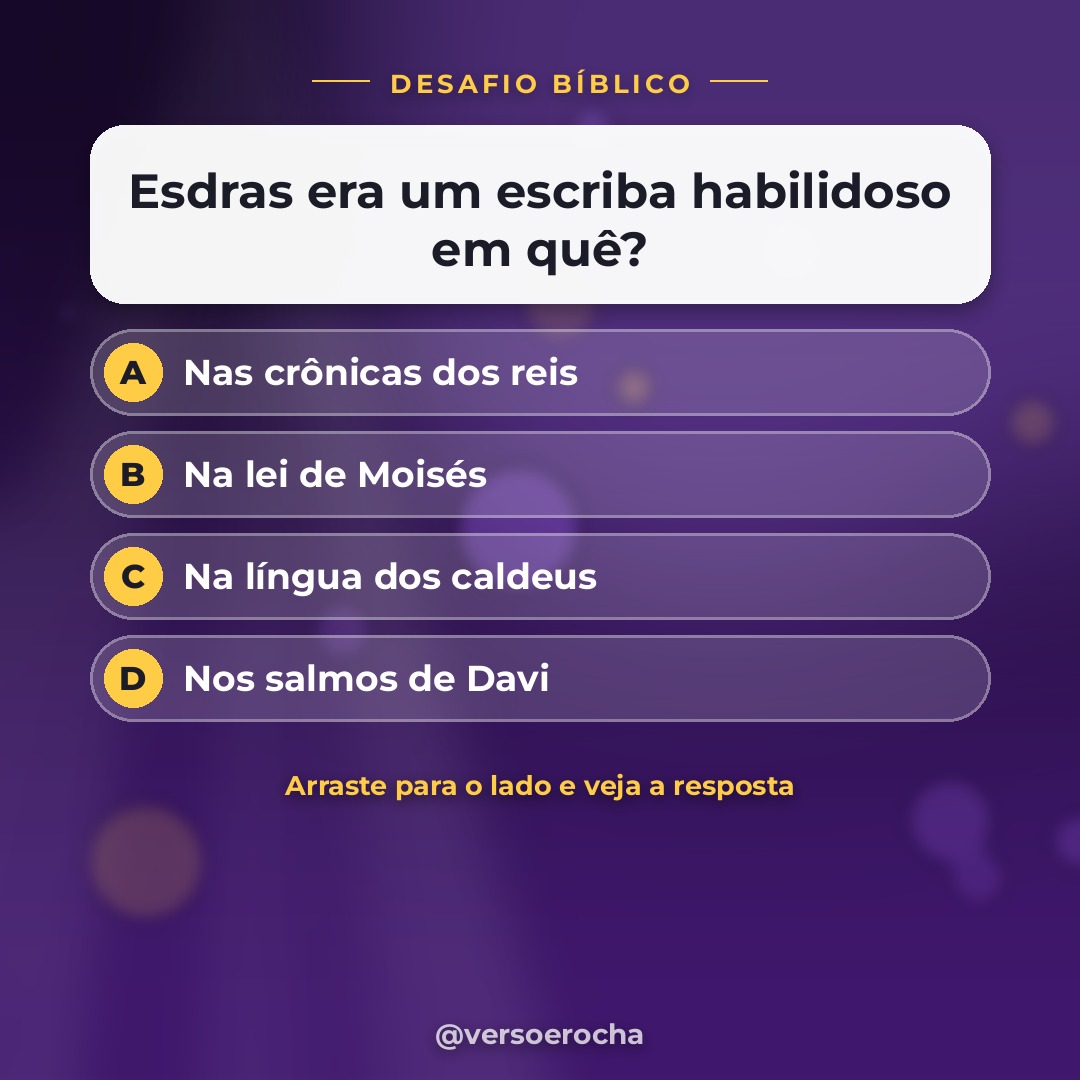 DESAFIO BÍBLICO
Esdras era um escriba habilidoso
em quê?
A Nas crônicas dos reis
B Na lei de Moisés
C Na língua dos caldeus
D Nos salmos de Davi
Arraste para o lado e veja a resposta
@versoerocha